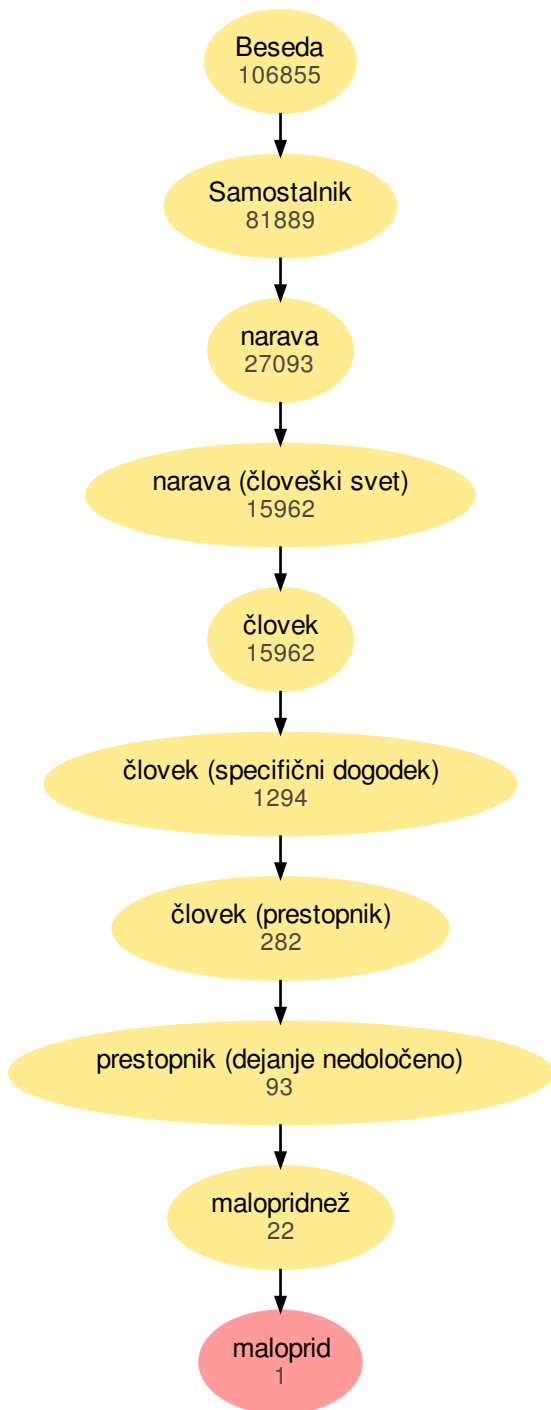 Beseda
106855
Samostalnik
81889
narava
27093
narava (človeški svet)
15962
človek
15962
človek (specifični dogodek)
1294
človek (prestopnik)
282
prestopnik (dejanje nedoločeno)
93
malopridnež
22
maloprid
1